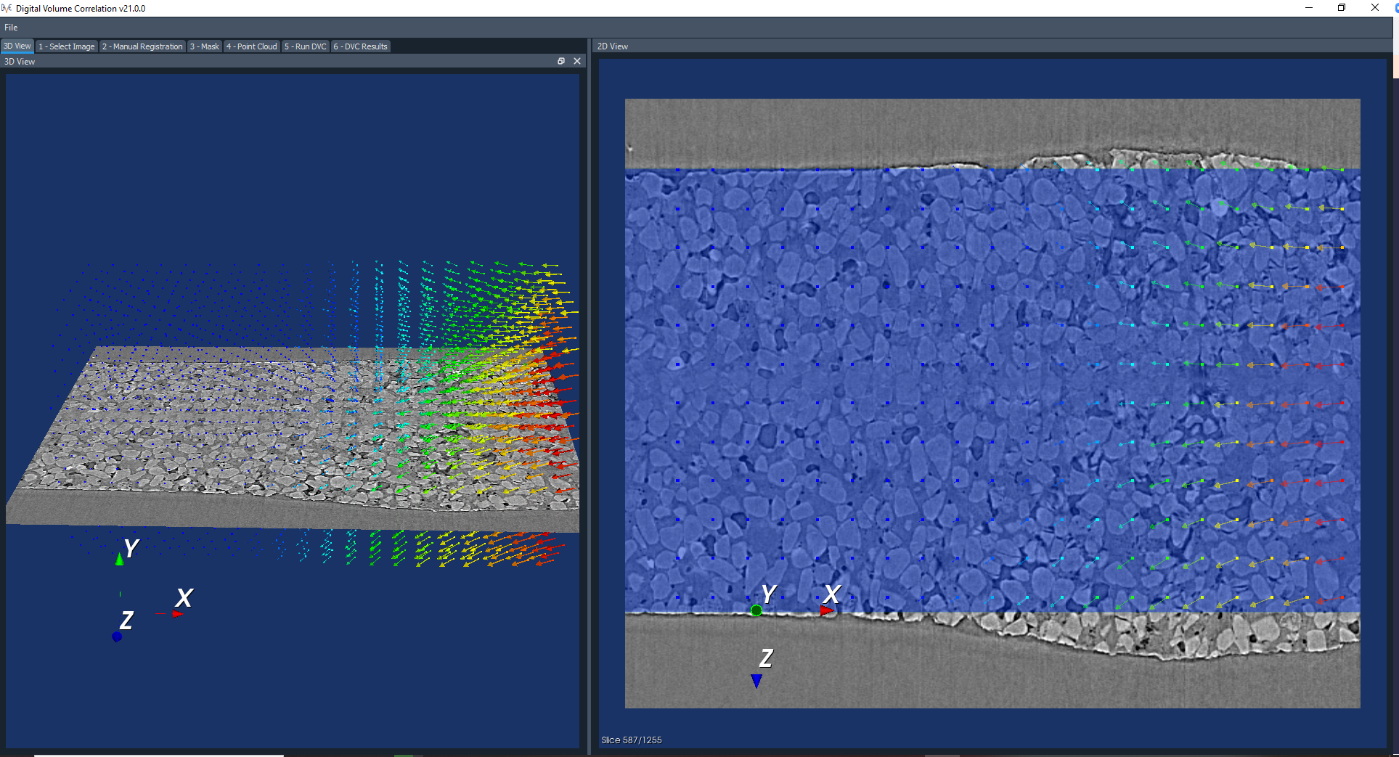 Digital Volume Correlation v21.0.0
File
3D View 1 - Select Image 2 - Manual Registration 3 - Mask 4 - Point Cloud 5 - Run DVC 6 - DVC Results
3D View
Y
X
Z
2D View
Y X
Z
Slice 587/1255